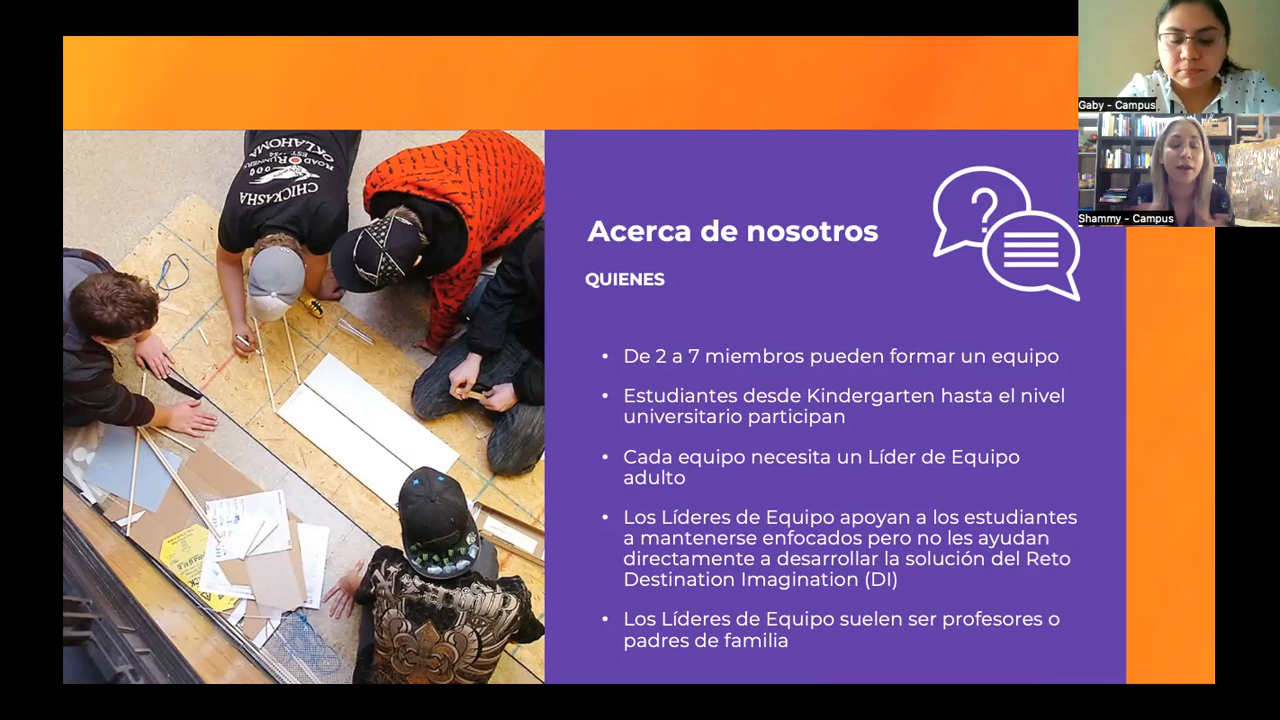 Gaby - Campus
Shammy - Campus
OKLAHOMA
CHICKASHA
Acerca de nosotros
?
QUIENES
• De 2 a 7 miembros pueden formar un equipo
• Estudiantes desde Kindergarten hasta el nivel
universitario participan
• Cada equipo necesita un Líder de Equipo
adulto
• Los Líderes de Equipo apoyan a los estudiantes
a mantenerse enfocados pero no les ayudan
directamente a desarrollar la solución del Reto
Destination Imagination (DI)
• Los Líderes de Equipo suelen ser profesores o
padres de familia